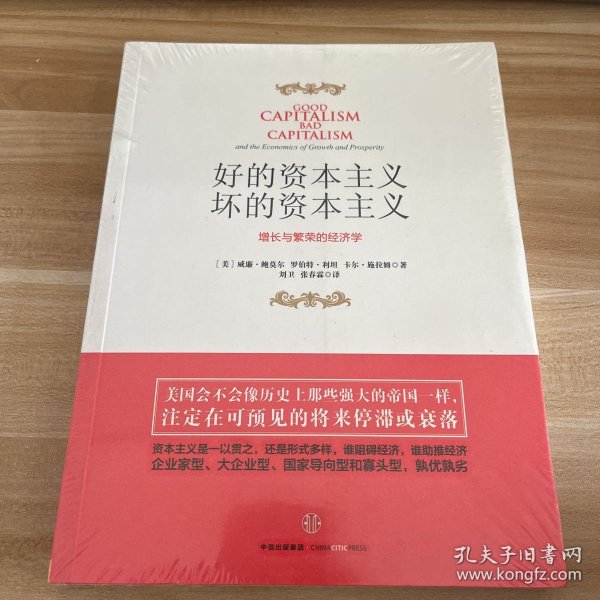 GOOD
CAPITALISM
BAD
CAPITALISM
and the Economics of Growth and Prosperity
好的资本主义
坏的资本主义
增长与繁荣的经济学
［美］威廉·鲍莫尔 罗伯特·利坦 卡尔·施拉姆◎著
刘卫 张春霖◎译
美国会不会像历史上那些强大的帝国一样，
注定在可预见的将来停滞或衰落
资本主义是一以贯之，还是形式多样，谁阻碍经济，谁助推经济
企业家型、大企业型、国家导向型和寡头型，孰优孰劣
中信出版集团·CHINACITICPRESS
孔夫子旧书网
www.kongfz.com